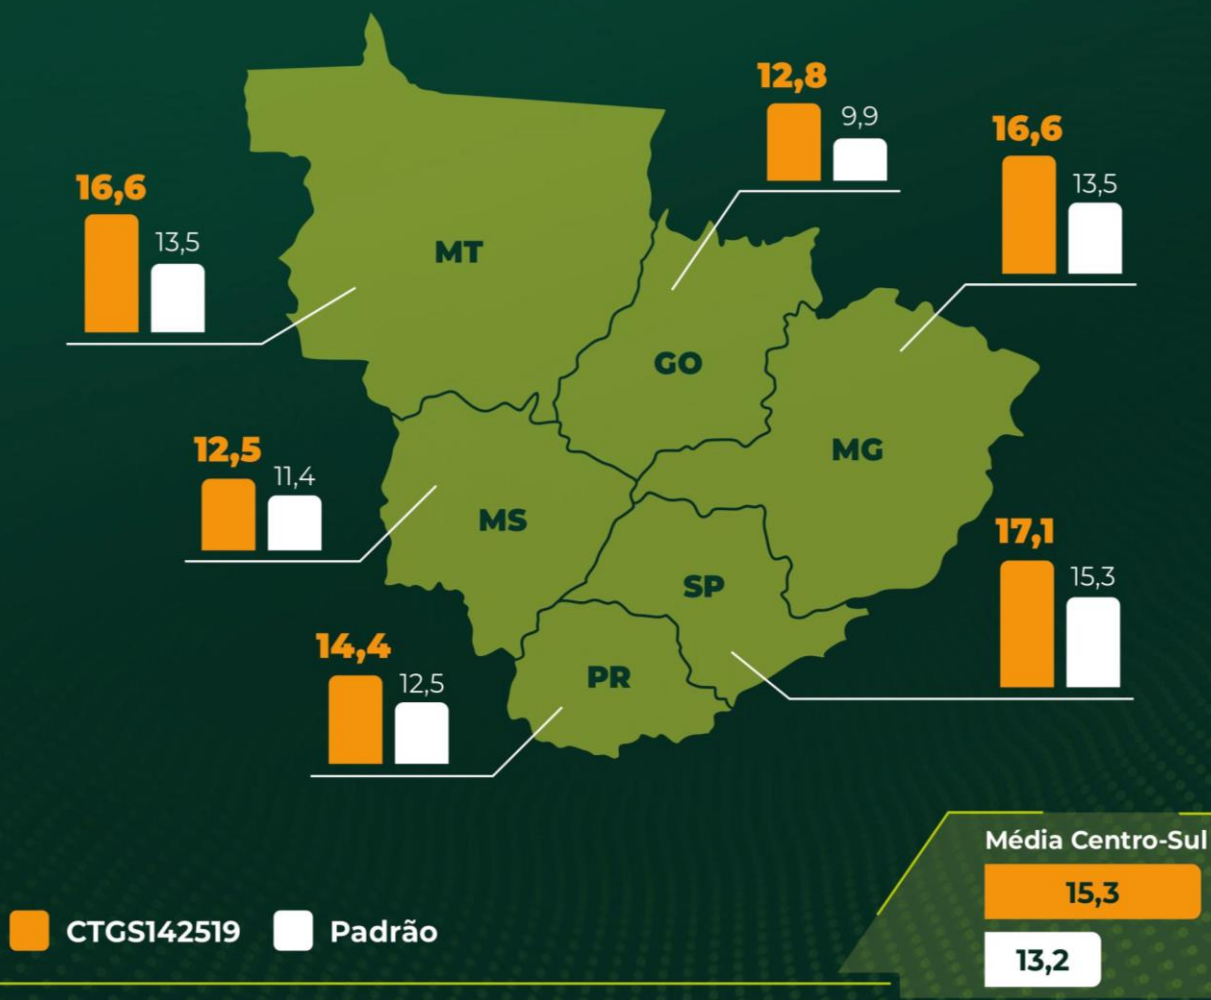 12,8
9,9
16,6
13,5
16,6
13,5
MT
GO
MG
12,5
11,4
MS
17,1
15,3
SP
14,4
12,5
PR
Média Centro-Sul
15,3
13,2
CTGS142519
Padrão